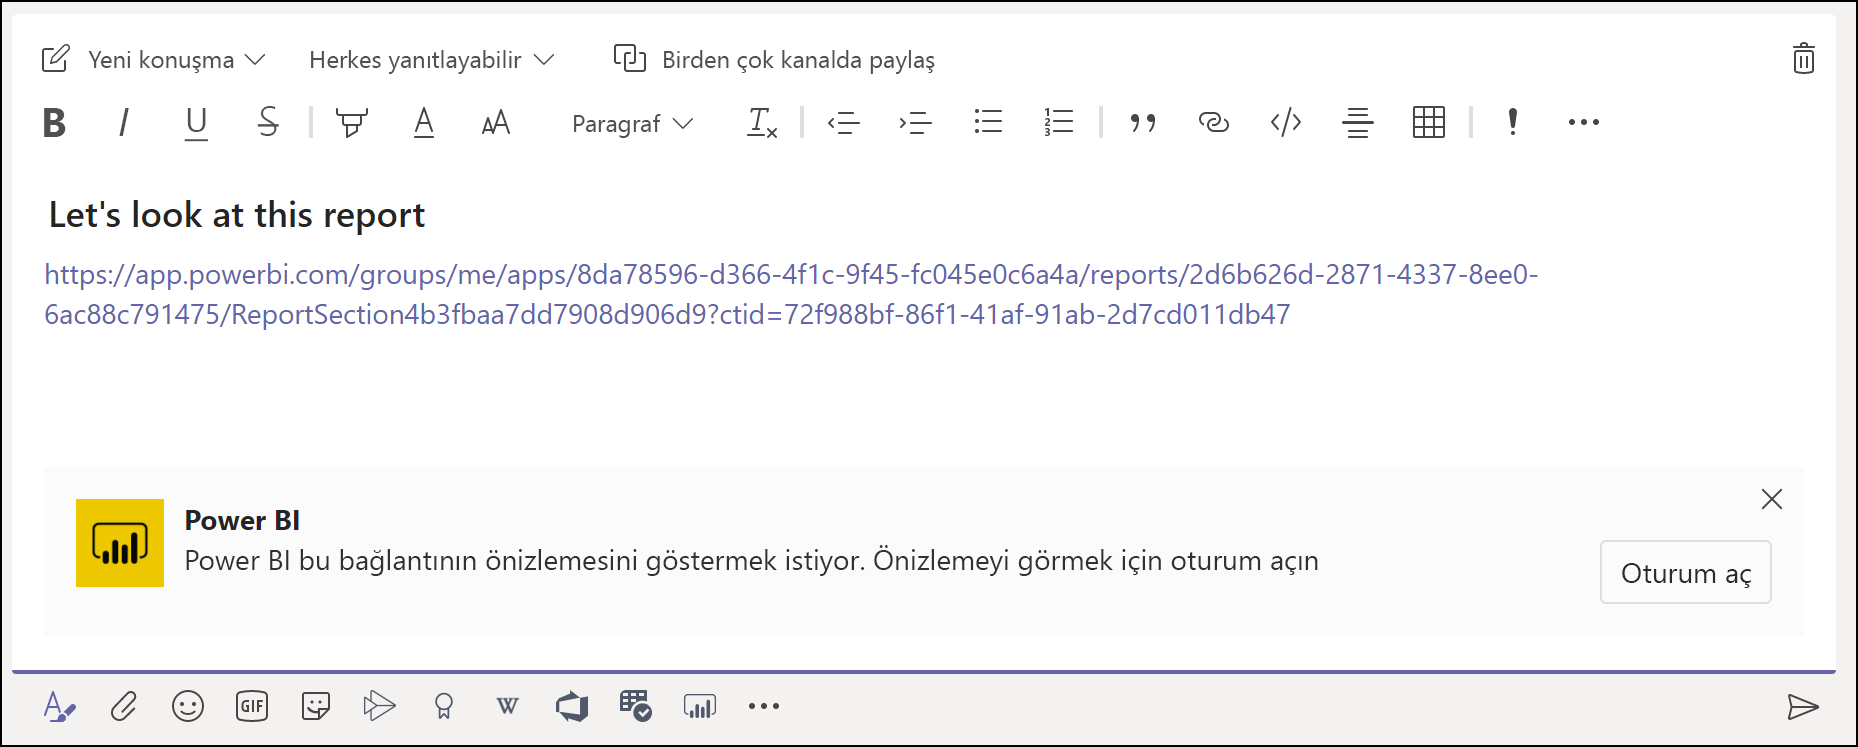 Yeni konuşma Herkes yanıtlayabilir Birden çok kanalda paylaş
B I U S A AA Paragraf Tx
Let's look at this report
https://app.powerbi.com/groups/me/apps/8da78596-d366-4f1c-9f45-fc045e0c6a4a/reports/2d6b626d-2871-4337-8ee0-
6ac88c791475/ReportSection4b3fbaa7dd7908d906d9?ctid=72f988bf-86f1-41af-91ab-2d7cd011db47
Power BI
Power BI bu bağlantının önizlemesini göstermek istiyor. Önizlemeyi görmek için oturum açın
Oturum aç
GIF